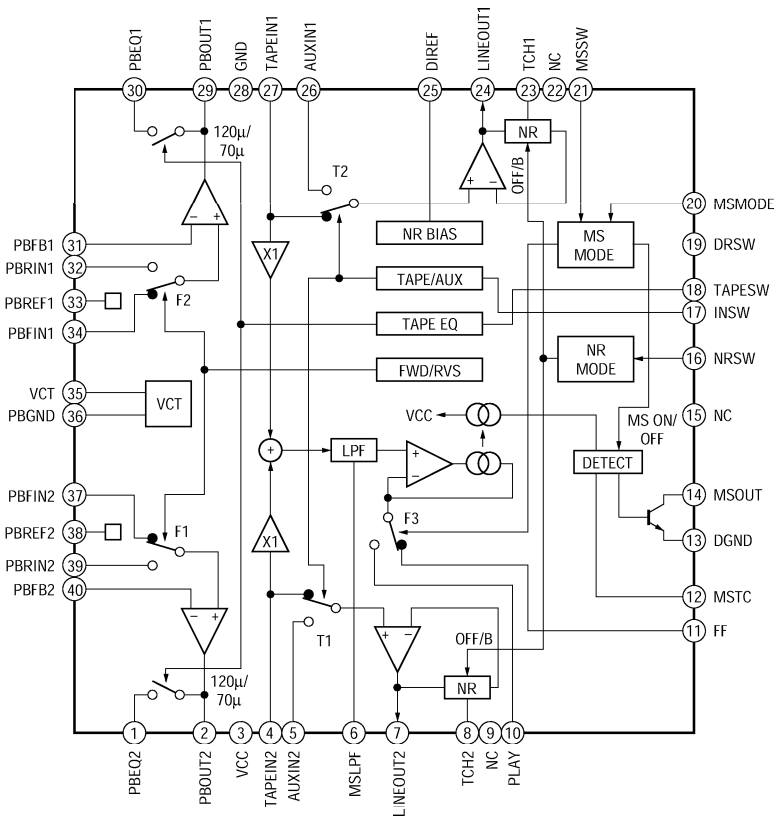 PBEQ1
PBOUT1
GND
TAPEIN1
AUXIN1
DIREF
LINEOUT1
TCH1
NC
MSSW
30
29
28
27
26
25
24
23
22
21
120μ/
70μ
NR
T2
OFF/B
+
−
−
+
20
MSMODE
PBFB1
31
NR BIAS
MS
MODE
19
DRSW
PBRIN1
32
X1
TAPE/AUX
18
TAPESW
PBREF1
33
F2
17
INSW
PBFIN1
34
TAPE EQ
NR
MODE
16
NRSW
FWD/RVS
VCT
35
VCT
PBGND
36
VCC
15
NC
MS ON/
OFF
+
LPF
+
−
DETECT
PBFIN2
37
14
MSOUT
PBREF2
38
F1
X1
F3
13
DGND
PBRIN2
39
PBFB2
40
12
MSTC
−
+
T1
+
−
11
FF
OFF/B
120μ/
70μ
NR
1
2
3
4
5
6
7
8
9
10
PBEQ2
PBOUT2
VCC
TAPEIN2
AUXIN2
MSLPF
LINEOUT2
TCH2
NC
PLAY